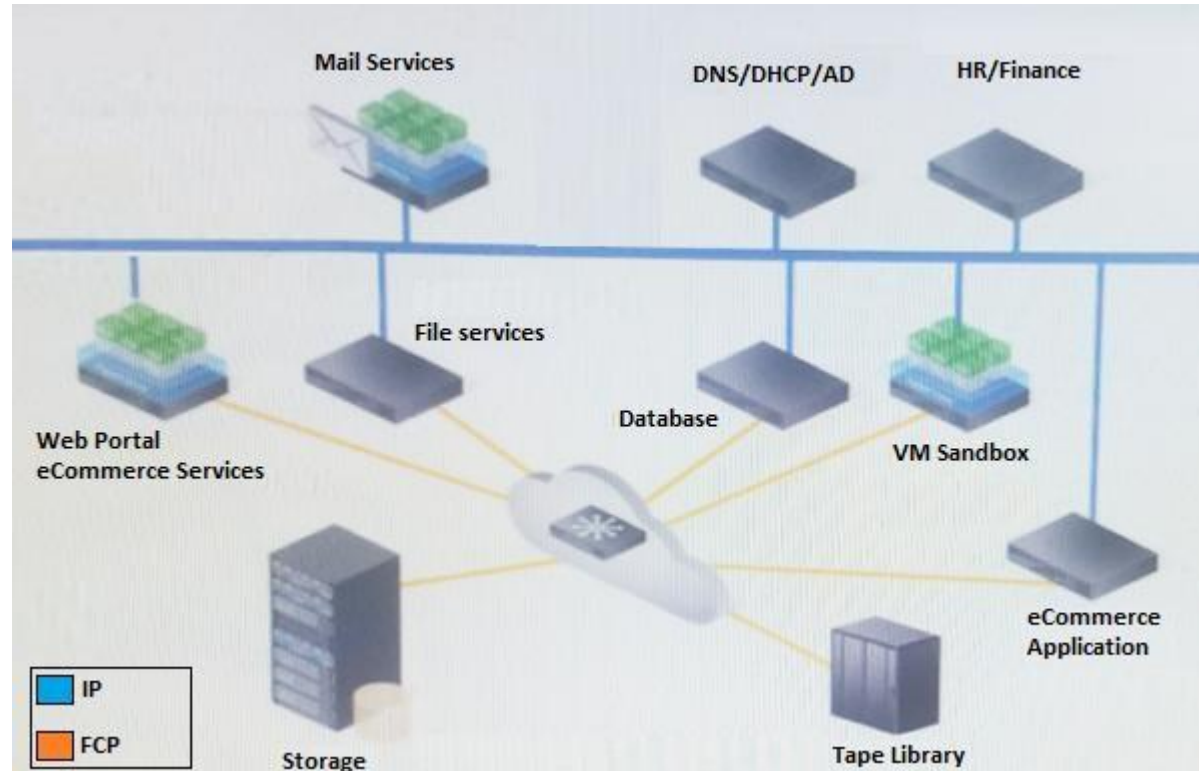 Mail Services
DNS/DHCP/AD
HR/Finance
File services
Database
Web Portal
eCommerce Services
VM Sandbox
eCommerce
Application
IP
FCP
Storage
Tape Library